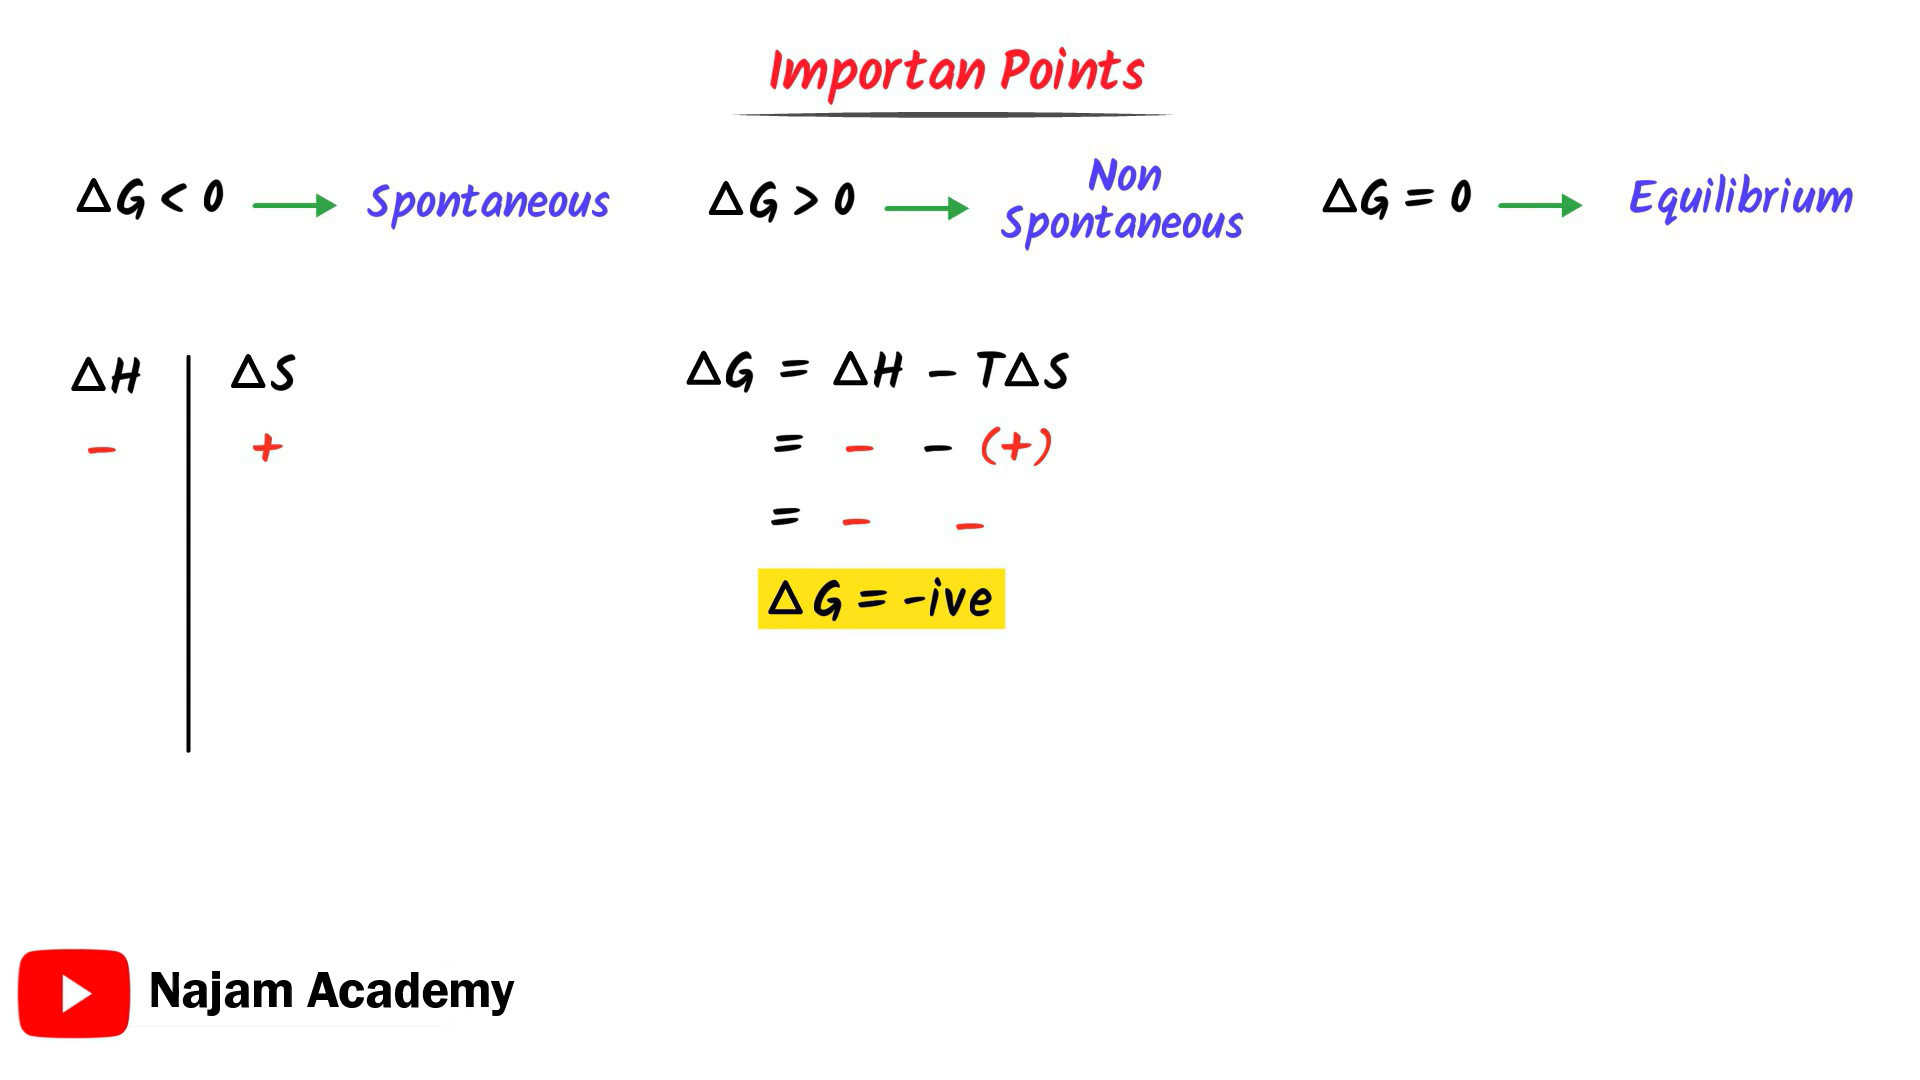 Importan Points
ΔG < 0 → Spontaneous
ΔG > 0 → Non Spontaneous
ΔG = 0 → Equilibrium
ΔH ΔS
- +
ΔG = ΔH - TΔS
= - - (+)
= - -
ΔG = -ive
Najam Academy